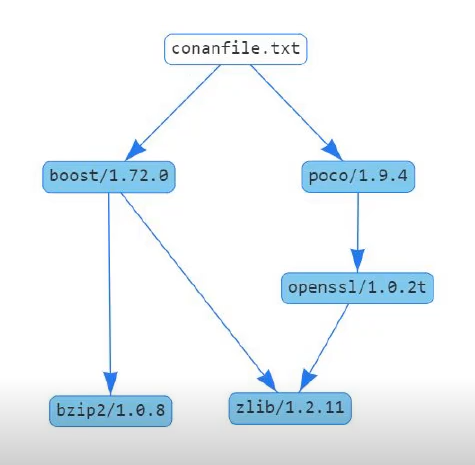 conanfile.txt
boost/1.72.0
poco/1.9.4
openssl/1.0.2t
bzip2/1.0.8
zlib/1.2.11